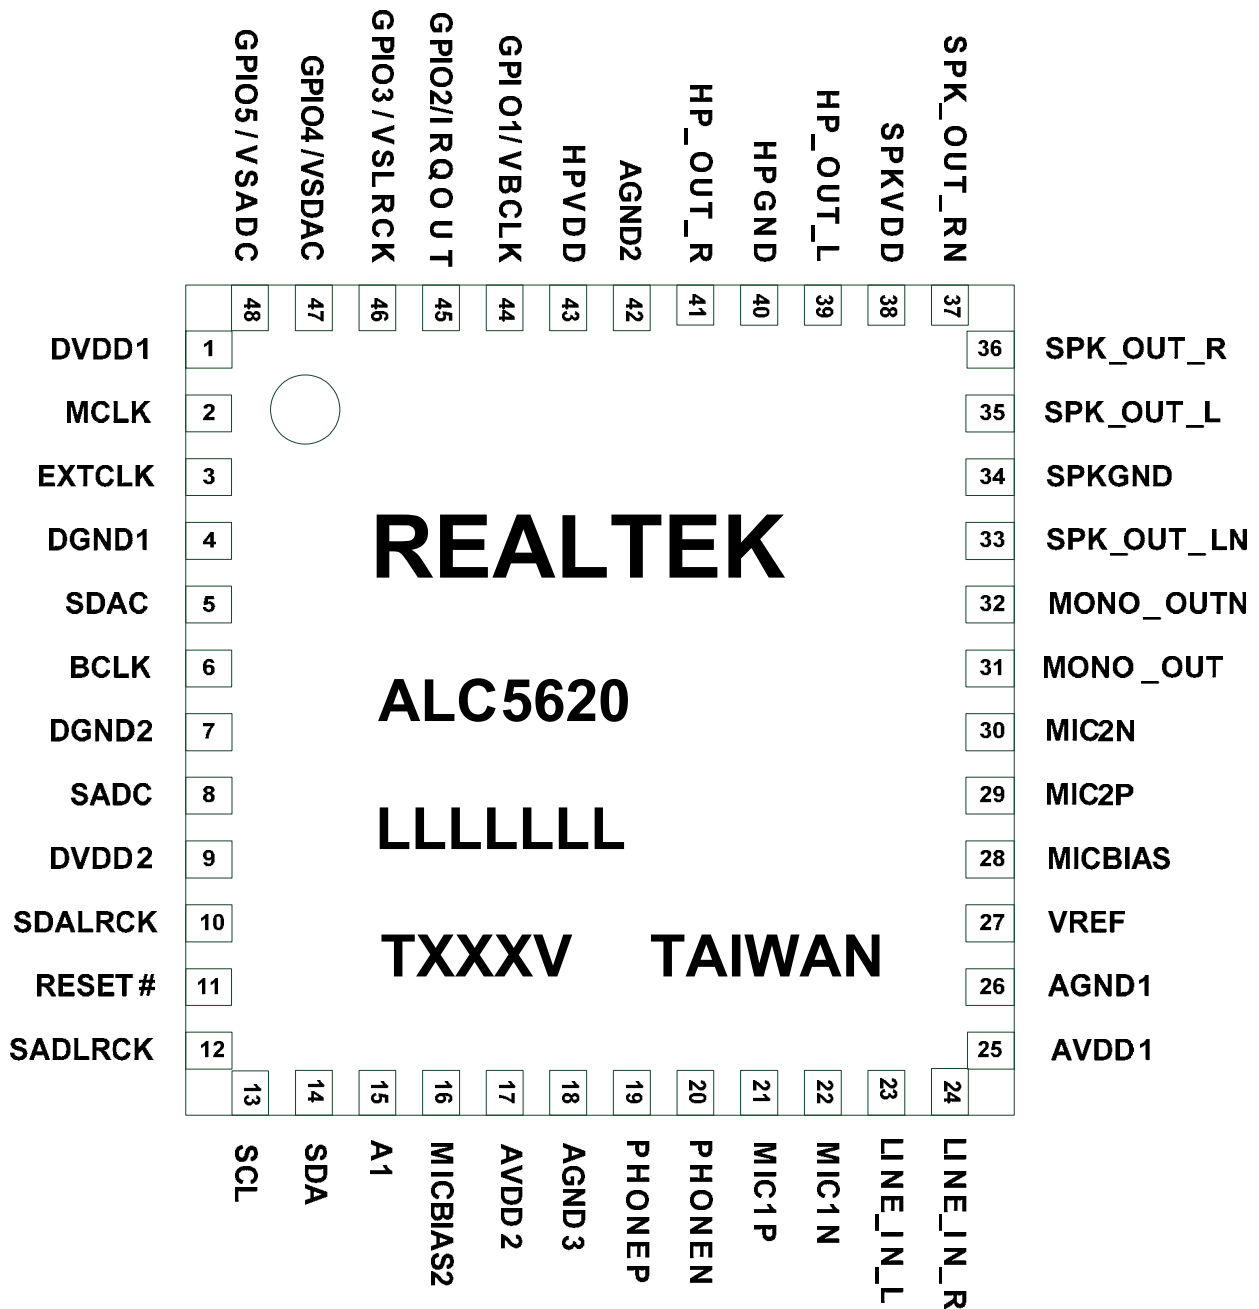 GPIO5/VSADC
GPIO4/VSDAC
GPIO3/VSLRCK
GPIO2/IRQOUT
GPIO1/VBCLK
HPVDD
AGND2
HP_OUT_R
HPGND
HP_OUT_L
SPKVDD
SPK_OUT_RN
48 47 46 45 44 43 42 41 40 39 38 37
DVDD1 1
MCLK 2
EXTCLK 3
DGND1 4
SDAC 5
BCLK 6
DGND2 7
SADC 8
DVDD2 9
SDALRCK 10
RESET# 11
SADLRCK 12
REALTEK
ALC5620
LLLLLLL
TXXXV TAIWAN
36 SPK_OUT_R
35 SPK_OUT_L
34 SPKGND
33 SPK_OUT_LN
32 MONO_OUTN
31 MONO_OUT
30 MIC2N
29 MIC2P
28 MICBIAS
27 VREF
26 AGND1
25 AVDD1
13 14 15 16 17 18 19 20 21 22 23 24
SCL
SDA
A1
MICBIAS2
AVDD2
AGND3
PHONEP
PHONEN
MIC1P
MIC1N
LINE_IN_L
LINE_IN_R